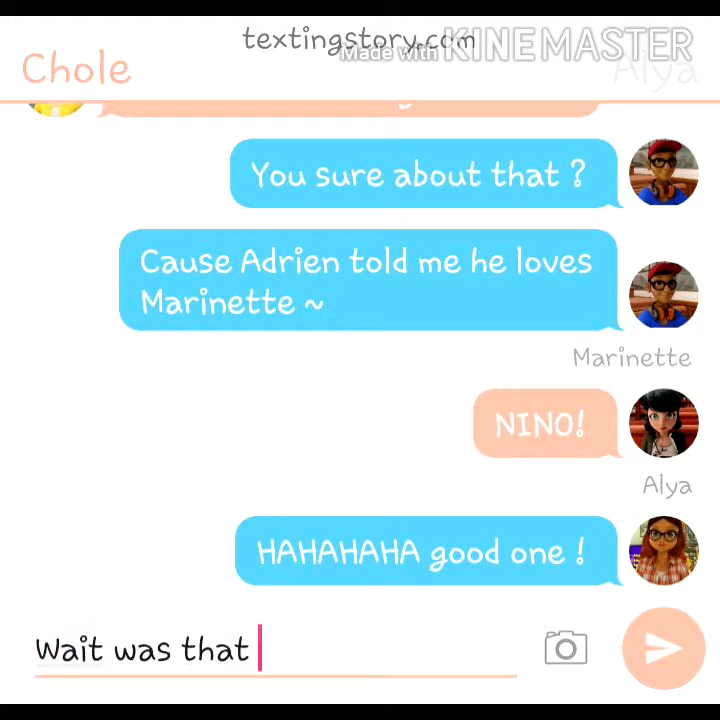 textingstory.com
Made with KINEMASTER
Chole
Alya
You sure about that ?
Cause Adrien told me he loves
Marinette ~
Marinette
NINO!
Alya
HAHAHAHA good one !
Wait was that